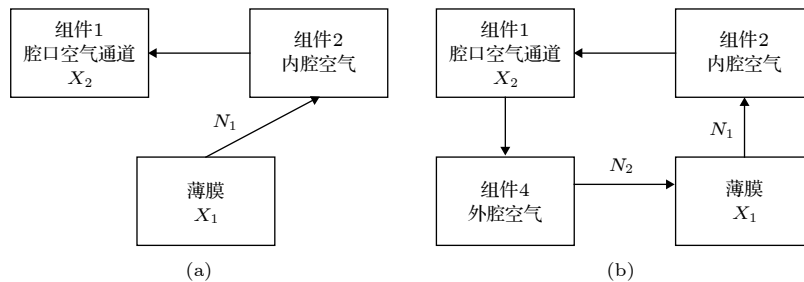 组件1
腔口空气通道
X₂
组件2
内腔空气
N₁
薄膜
X₁
(a)
组件1
腔口空气通道
X₂
组件2
内腔空气
N₁
组件4
外腔空气
N₂
薄膜
X₁
(b)